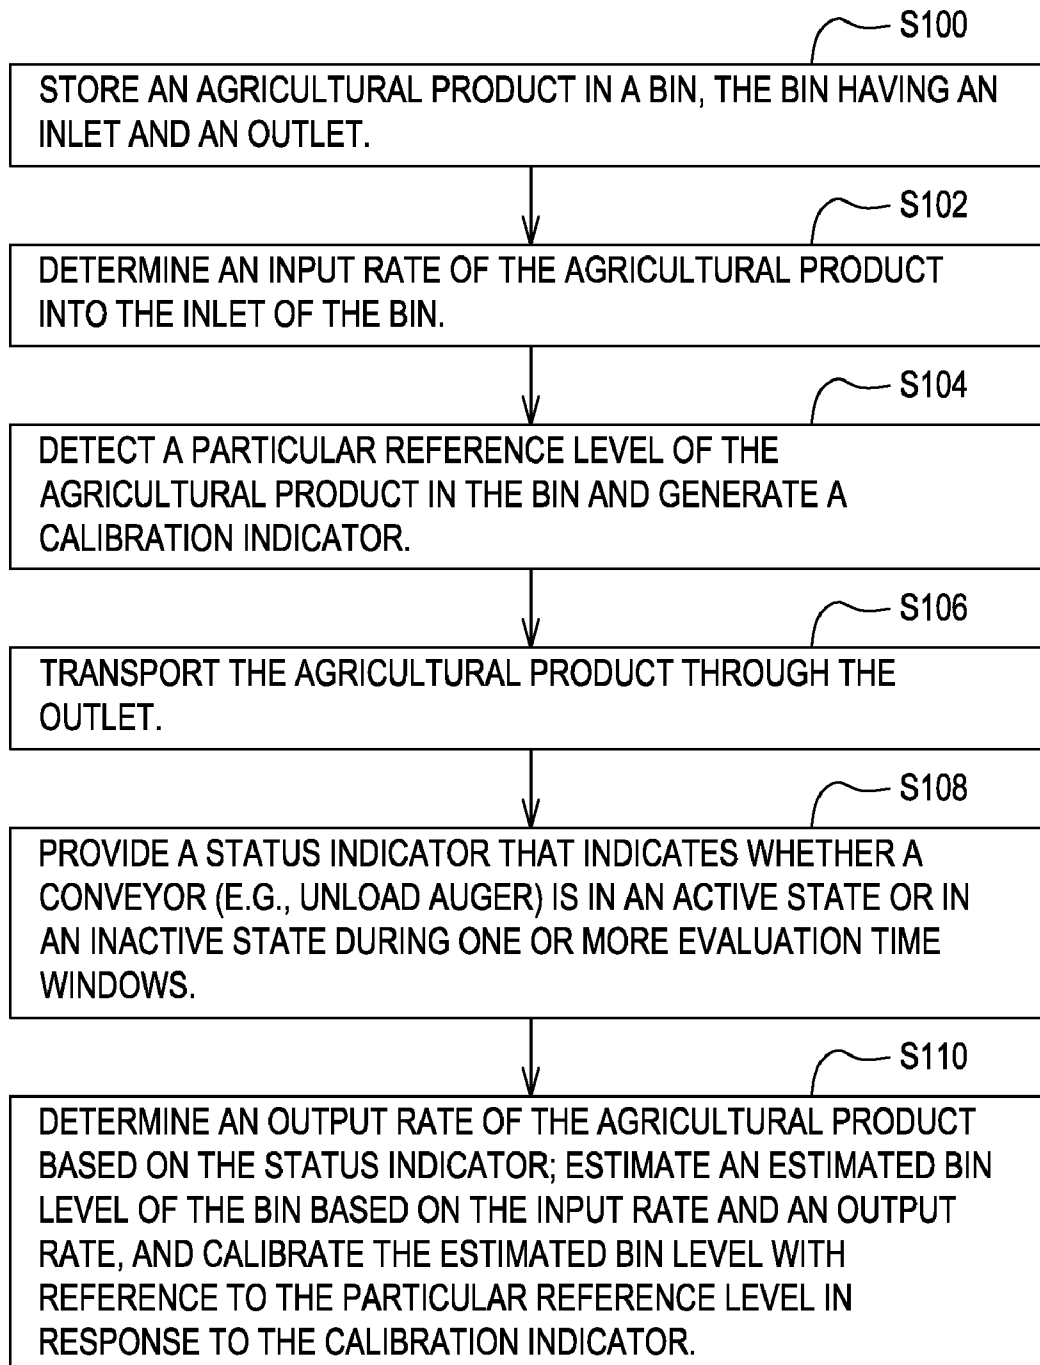 S100
STORE AN AGRICULTURAL PRODUCT IN A BIN, THE BIN HAVING AN
INLET AND AN OUTLET.
S102
DETERMINE AN INPUT RATE OF THE AGRICULTURAL PRODUCT
INTO THE INLET OF THE BIN.
S104
DETECT A PARTICULAR REFERENCE LEVEL OF THE
AGRICULTURAL PRODUCT IN THE BIN AND GENERATE A
CALIBRATION INDICATOR.
S106
TRANSPORT THE AGRICULTURAL PRODUCT THROUGH THE
OUTLET.
S108
PROVIDE A STATUS INDICATOR THAT INDICATES WHETHER A
CONVEYOR (E.G., UNLOAD AUGER) IS IN AN ACTIVE STATE OR IN
AN INACTIVE STATE DURING ONE OR MORE EVALUATION TIME
WINDOWS.
S110
DETERMINE AN OUTPUT RATE OF THE AGRICULTURAL PRODUCT
BASED ON THE STATUS INDICATOR; ESTIMATE AN ESTIMATED BIN
LEVEL OF THE BIN BASED ON THE INPUT RATE AND AN OUTPUT
RATE, AND CALIBRATE THE ESTIMATED BIN LEVEL WITH
REFERENCE TO THE PARTICULAR REFERENCE LEVEL IN
RESPONSE TO THE CALIBRATION INDICATOR.